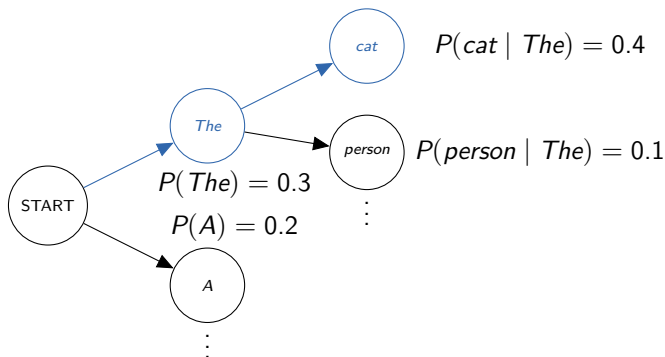 cat
P(cat | The) = 0.4
The
person
P(person | The) = 0.1
P(The) = 0.3
START
P(A) = 0.2
A